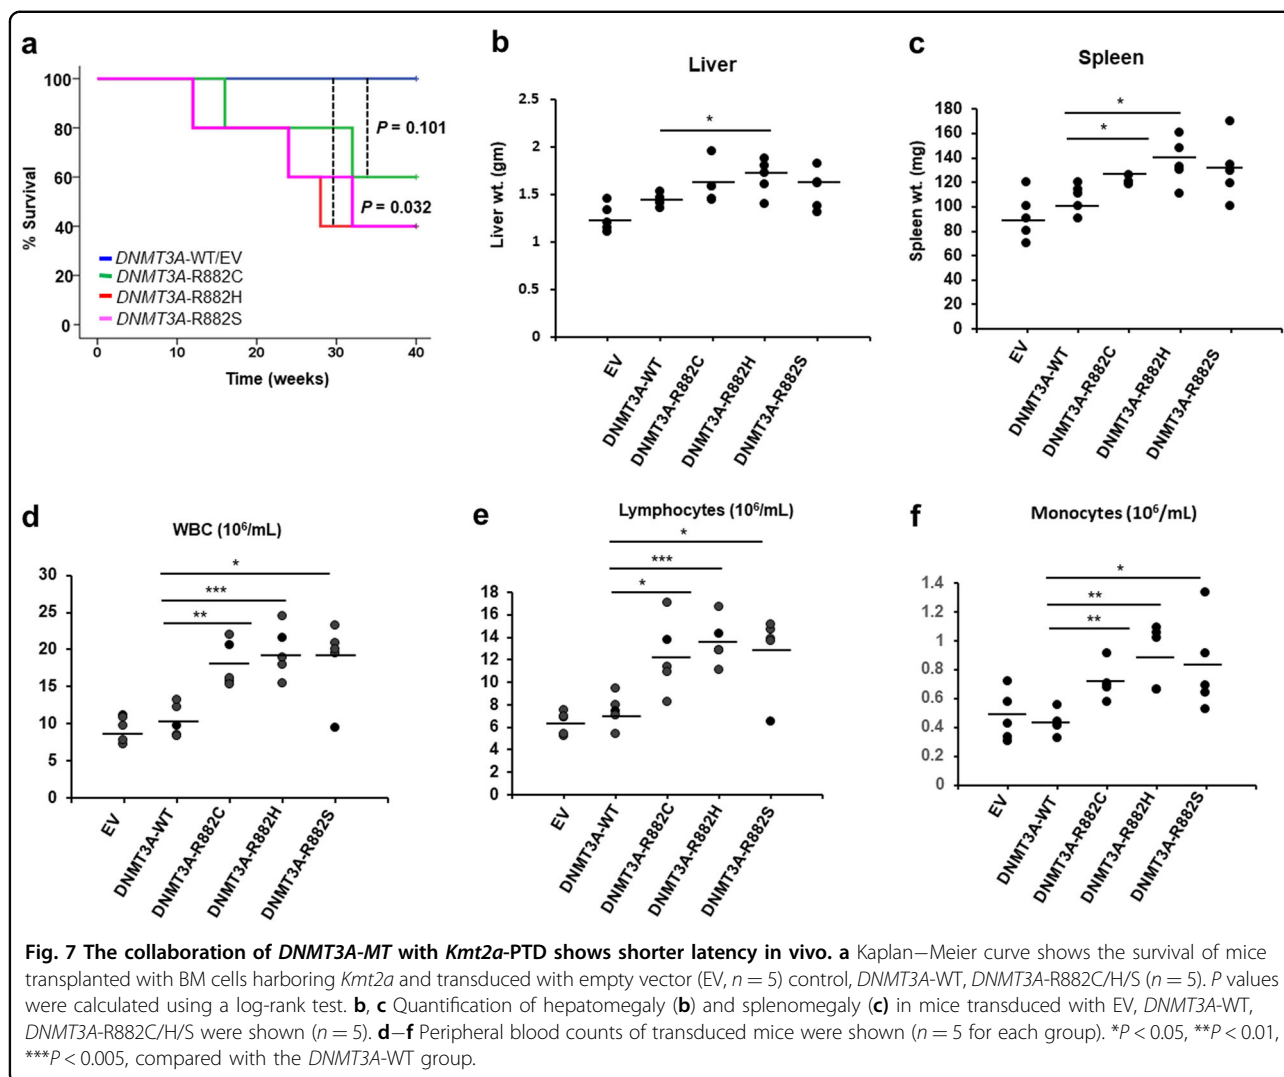 a
% Survival
100
80
60
40
20
0
P = 0.101
P = 0.032
DNMT3A-WT/EV
DNMT3A-R882C
DNMT3A-R882H
DNMT3A-R882S
0 10 20 30 40
Time (weeks)
b
Liver
Liver wt. (gm)
2.5
2
1.5
1
0.5
0
*
EV
DNMT3A-WT
DNMT3A-R882C
DNMT3A-R882H
DNMT3A-R882S
c
Spleen
Spleen wt. (mg)
180
160
140
120
100
80
60
40
20
0
*
*
EV
DNMT3A-WT
DNMT3A-R882C
DNMT3A-R882H
DNMT3A-R882S
d
WBC (10⁶/mL)
30
25
20
15
10
5
0
*
***
**
EV
DNMT3A-WT
DNMT3A-R882C
DNMT3A-R882H
DNMT3A-R882S
e
Lymphocytes (10⁶/mL)
18
16
14
12
10
8
6
4
2
0
*
***
*
EV
DNMT3A-WT
DNMT3A-R882C
DNMT3A-R882H
DNMT3A-R882S
f
Monocytes (10⁶/mL)
1.4
1.2
1
0.8
0.6
0.4
0.2
0
*
**
**
EV
DNMT3A-WT
DNMT3A-R882C
DNMT3A-R882H
DNMT3A-R882S
Fig. 7 The collaboration of DNMT3A-MT with Kmt2a-PTD shows shorter latency in vivo. a Kaplan−Meier curve shows the survival of mice
transplanted with BM cells harboring Kmt2a and transduced with empty vector (EV, n = 5) control, DNMT3A-WT, DNMT3A-R882C/H/S (n = 5). P values
were calculated using a log-rank test. b, c Quantification of hepatomegaly (b) and splenomegaly (c) in mice transduced with EV, DNMT3A-WT,
DNMT3A-R882C/H/S were shown (n = 5). d−f Peripheral blood counts of transduced mice were shown (n = 5 for each group). *P < 0.05, **P < 0.01,
***P < 0.005, compared with the DNMT3A-WT group.